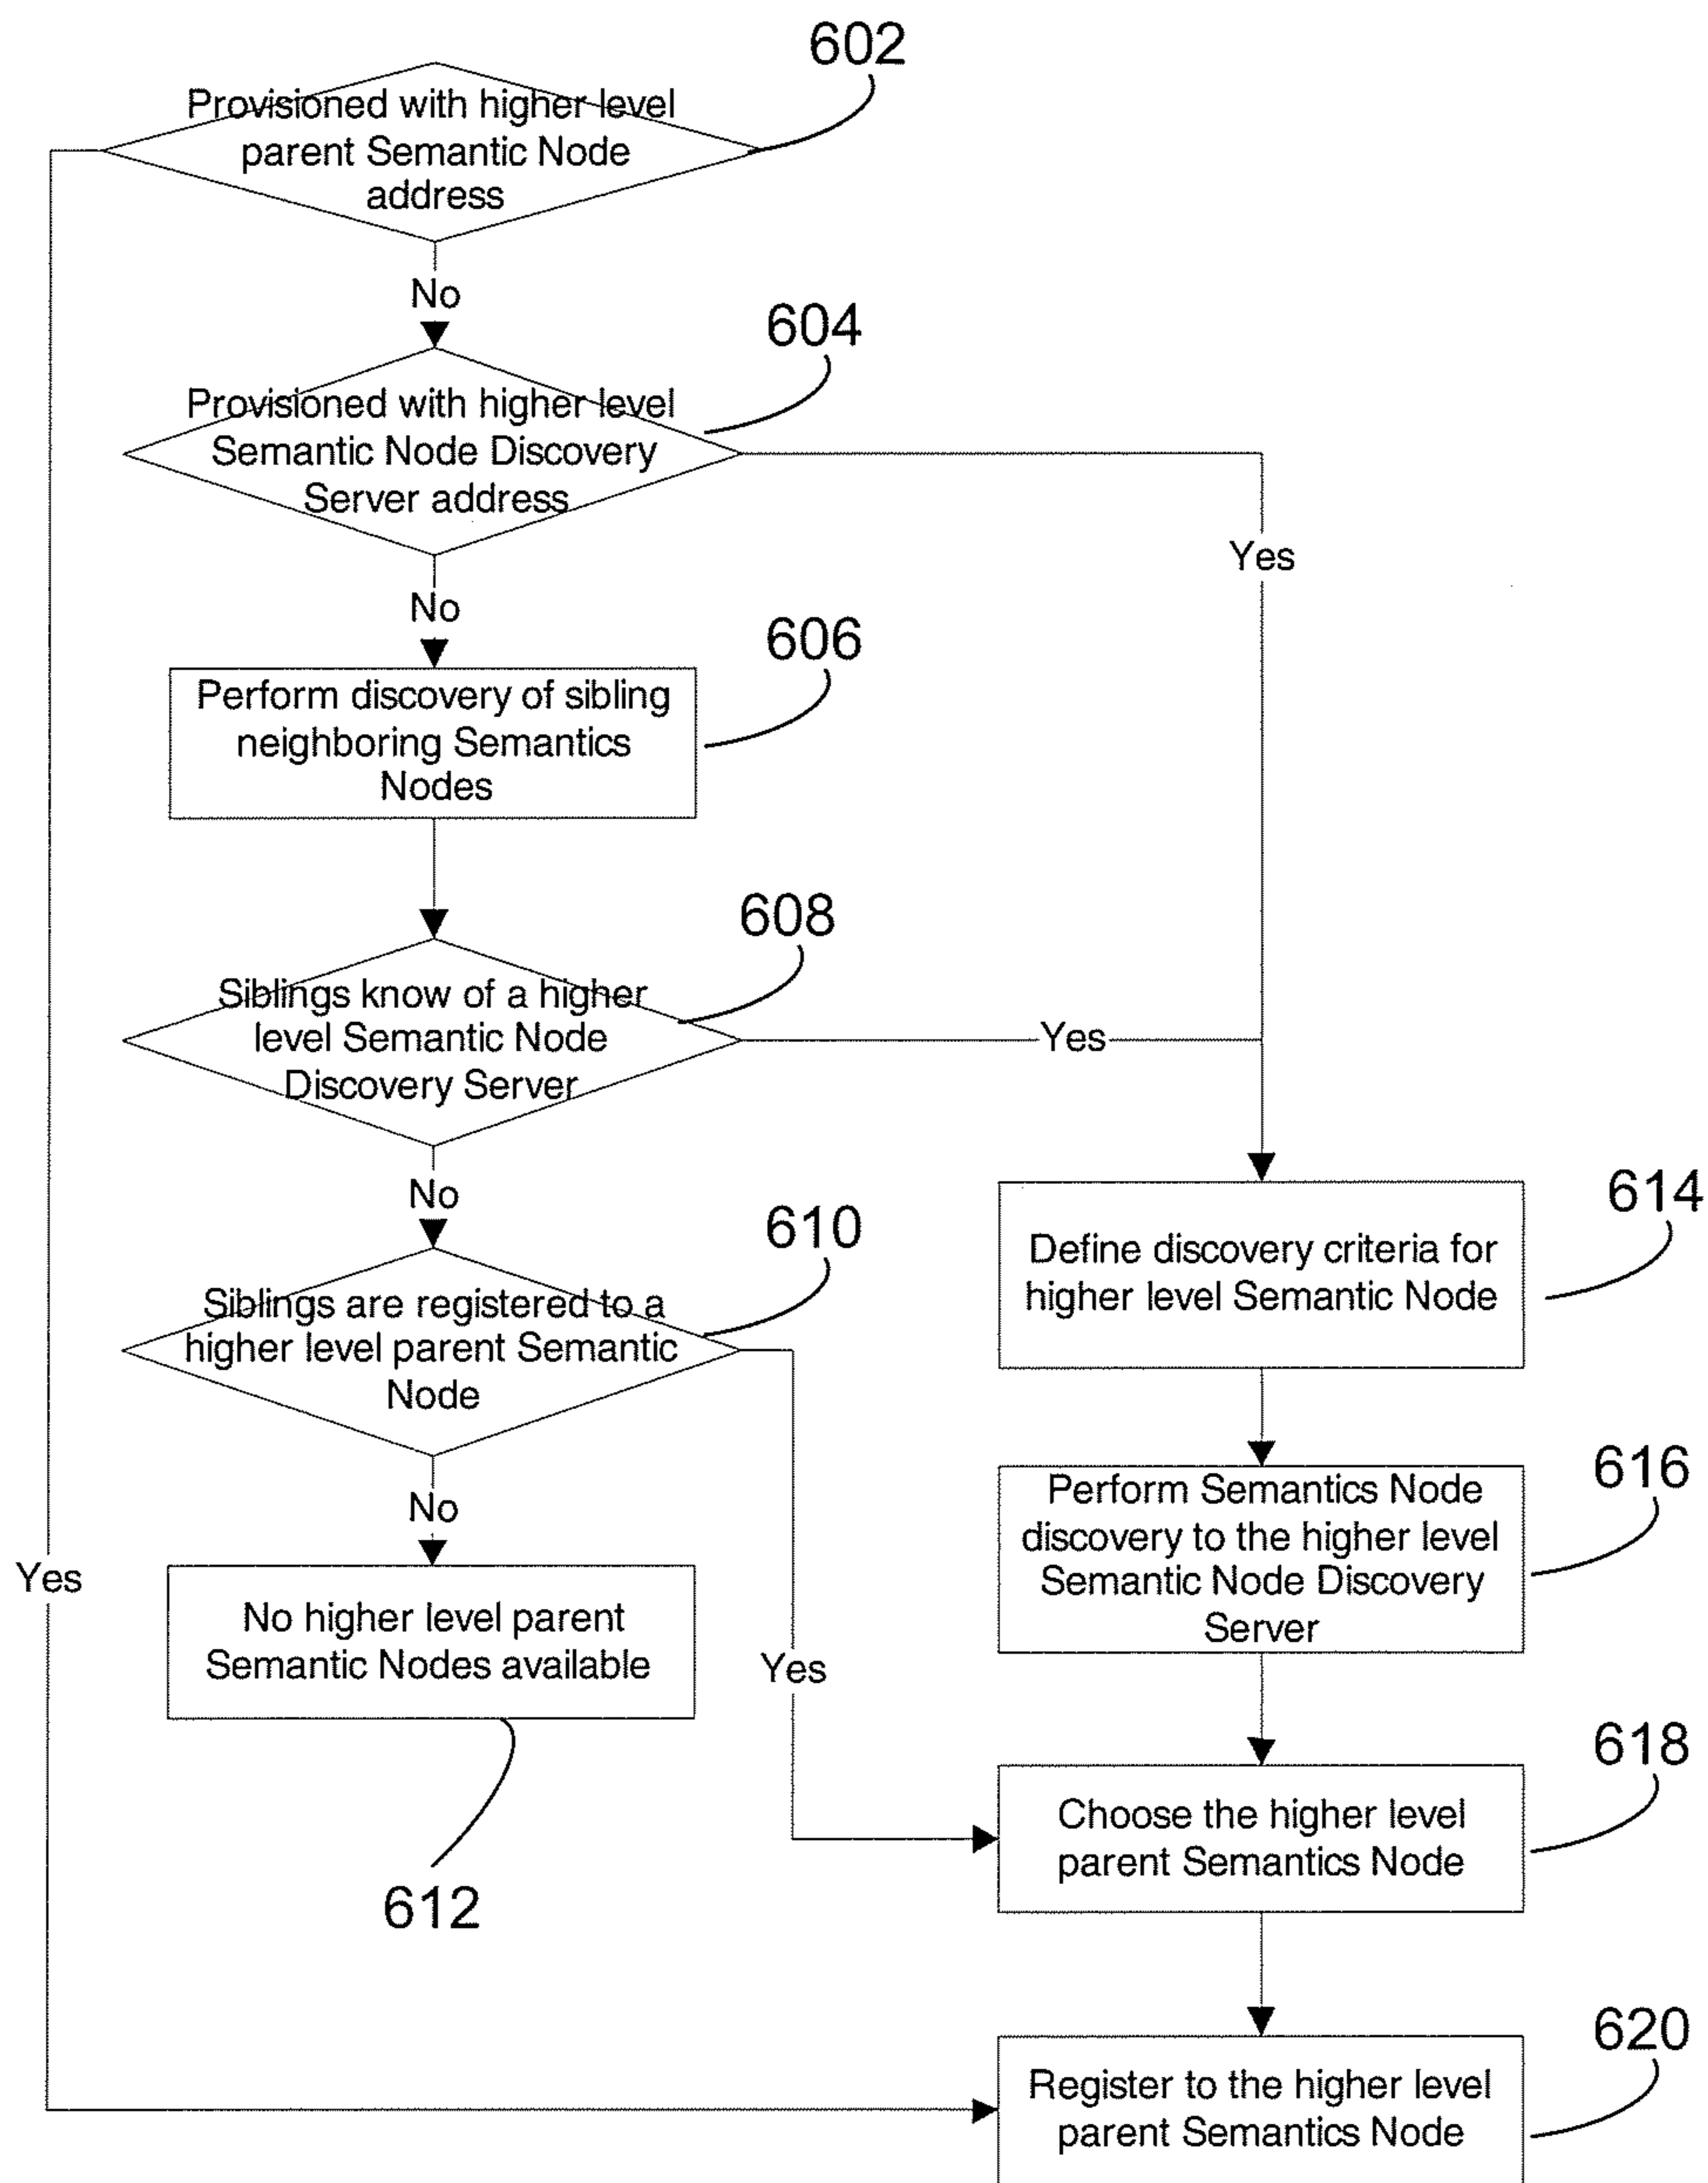 602
Provisioned with higher level
parent Semantic Node
address
No
604
Provisioned with higher level
Semantic Node Discovery
Server address
Yes
No
606
Perform discovery of sibling
neighboring Semantics
Nodes
608
Siblings know of a higher
level Semantic Node
Discovery Server
Yes
No
610
Siblings are registered to a
higher level parent Semantic
Node
614
Define discovery criteria for
higher level Semantic Node
No
616
Perform Semantics Node
discovery to the higher level
Semantic Node Discovery
Server
Yes
No higher level parent
Semantic Nodes available
Yes
612
618
Choose the higher level
parent Semantics Node
620
Register to the higher level
parent Semantics Node